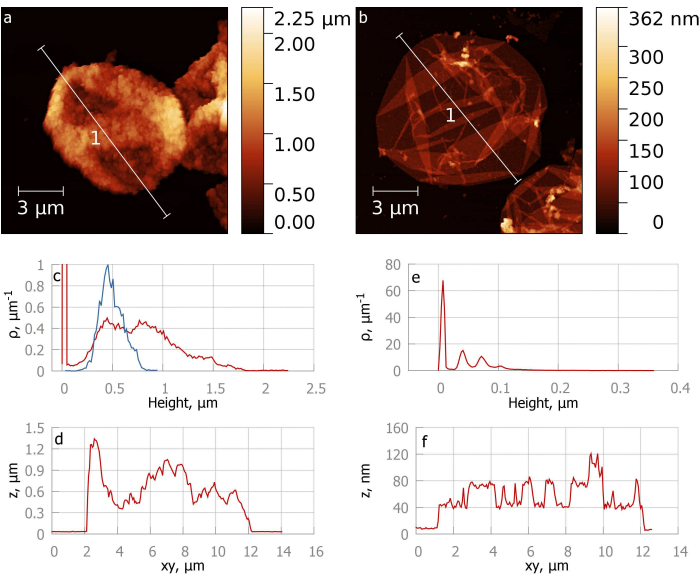 a
1
3 µm
2.25 µm
2.00
1.50
1.00
0.50
0.00
b
1
3 µm
362 nm
300
250
200
150
100
0
c
ρ, µm⁻¹
1
0.8
0.6
0.4
0.2
0
0 0.5 1.0 1.5 2.0 2.5
Height, µm
e
ρ, µm⁻¹
80
60
40
20
0
0 0.1 0.2 0.3 0.4
Height, µm
d
z, µm
1.5
1.2
0.9
0.6
0.3
0
0 2 4 6 8 10 12 14 16
xy, µm
f
z, nm
160
120
80
40
0
0 2 4 6 8 10 12 14
xy, µm